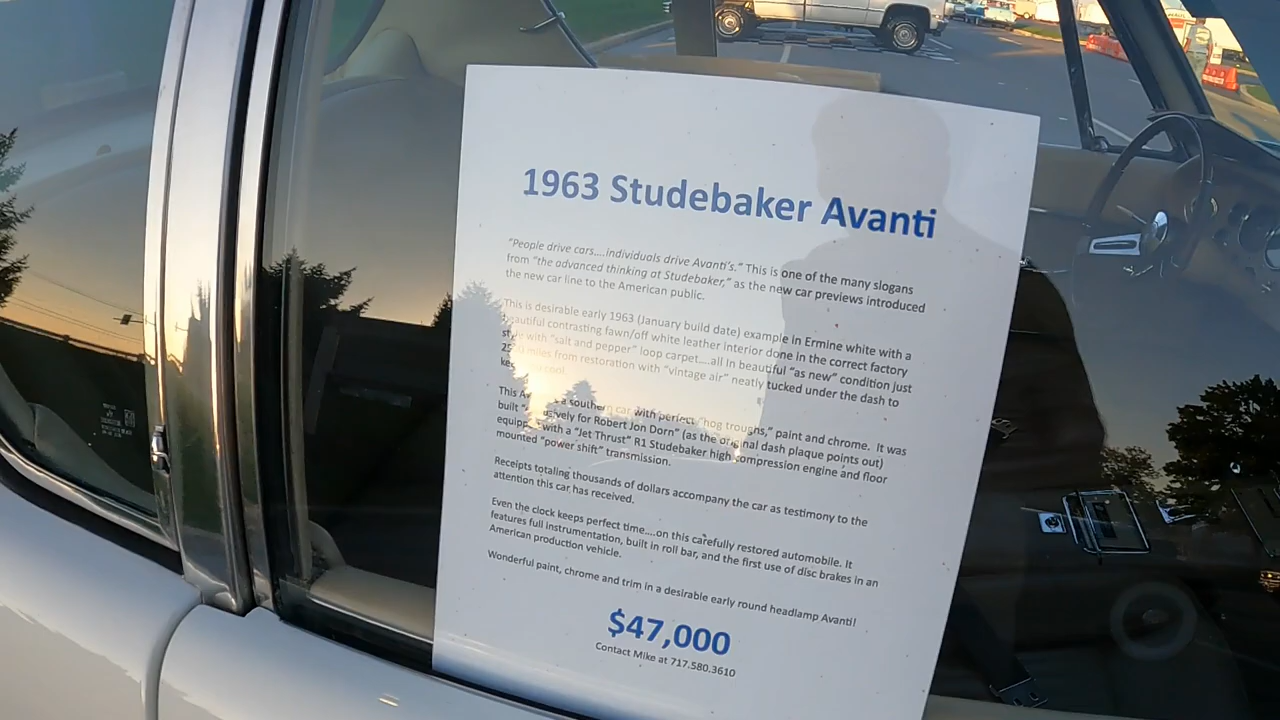 1963 Studebaker Avanti
"People drive cars....individuals drive Avanti's." This is one of the many slogans
from "the advanced thinking at Studebaker," as the new car previews introduced
the new car line to the American public.
This is desirable early 1963 (January build date) example in Ermine white with a
beautiful contrasting fawn/off white leather interior done in the correct factory
style with "salt and pepper" loop carpet....all in beautiful "as new" condition just
miles from restoration with "vintage air" neatly tucked under the dash to
cool.
This a southern car with perfect "hog troughs," paint and chrome. It was
built for Robert Jon Dorn" (as the original dash plaque points out)
equipped with a "Jet Thrust" R1 Studebaker high compression engine and floor
mounted "power shift" transmission.
Receipts totaling thousands of dollars accompany the car as testimony to the
attention this car has received.
Even the clock keeps perfect time....on this carefully restored automobile. It
features full instrumentation, built in roll bar, and the first use of disc brakes in an
American production vehicle.
Wonderful paint, chrome and trim in a desirable early round headlamp Avanti!
$47,000
Contact Mike at 717.580.3610